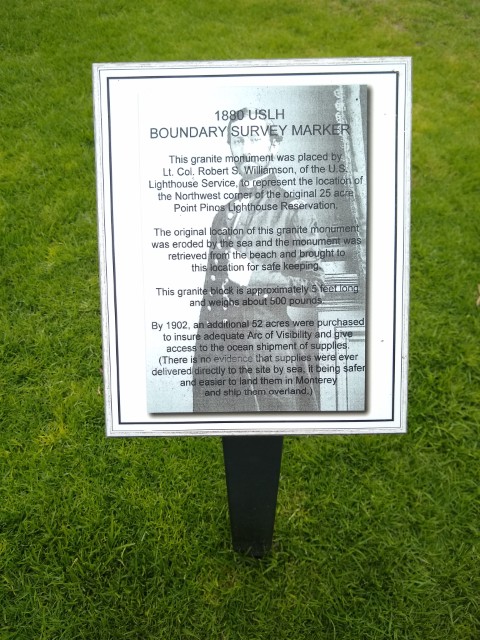 1880 USLH
BOUNDARY SURVEY MARKER
This granite monument was placed by
Lt. Col. Robert S. Williamson, of the U.S.
Lighthouse Service, to represent the location of
the Northwest corner of the original 25 acre
Point Pinos Lighthouse Reservation.
The original location of this granite monument
was eroded by the sea and the monument was
retrieved from the beach and brought to
this location for safe keeping.
This granite block is approximately 5 feet long
and weighs about 500 pounds.
By 1902, an additional 52 acres were purchased
to insure adequate Arc of Visibility and give
access to the ocean shipment of supplies.
(There is no evidence that supplies were ever
delivered directly to the site by sea, it being safer
and easier to land them in Monterey
and ship them overland.)